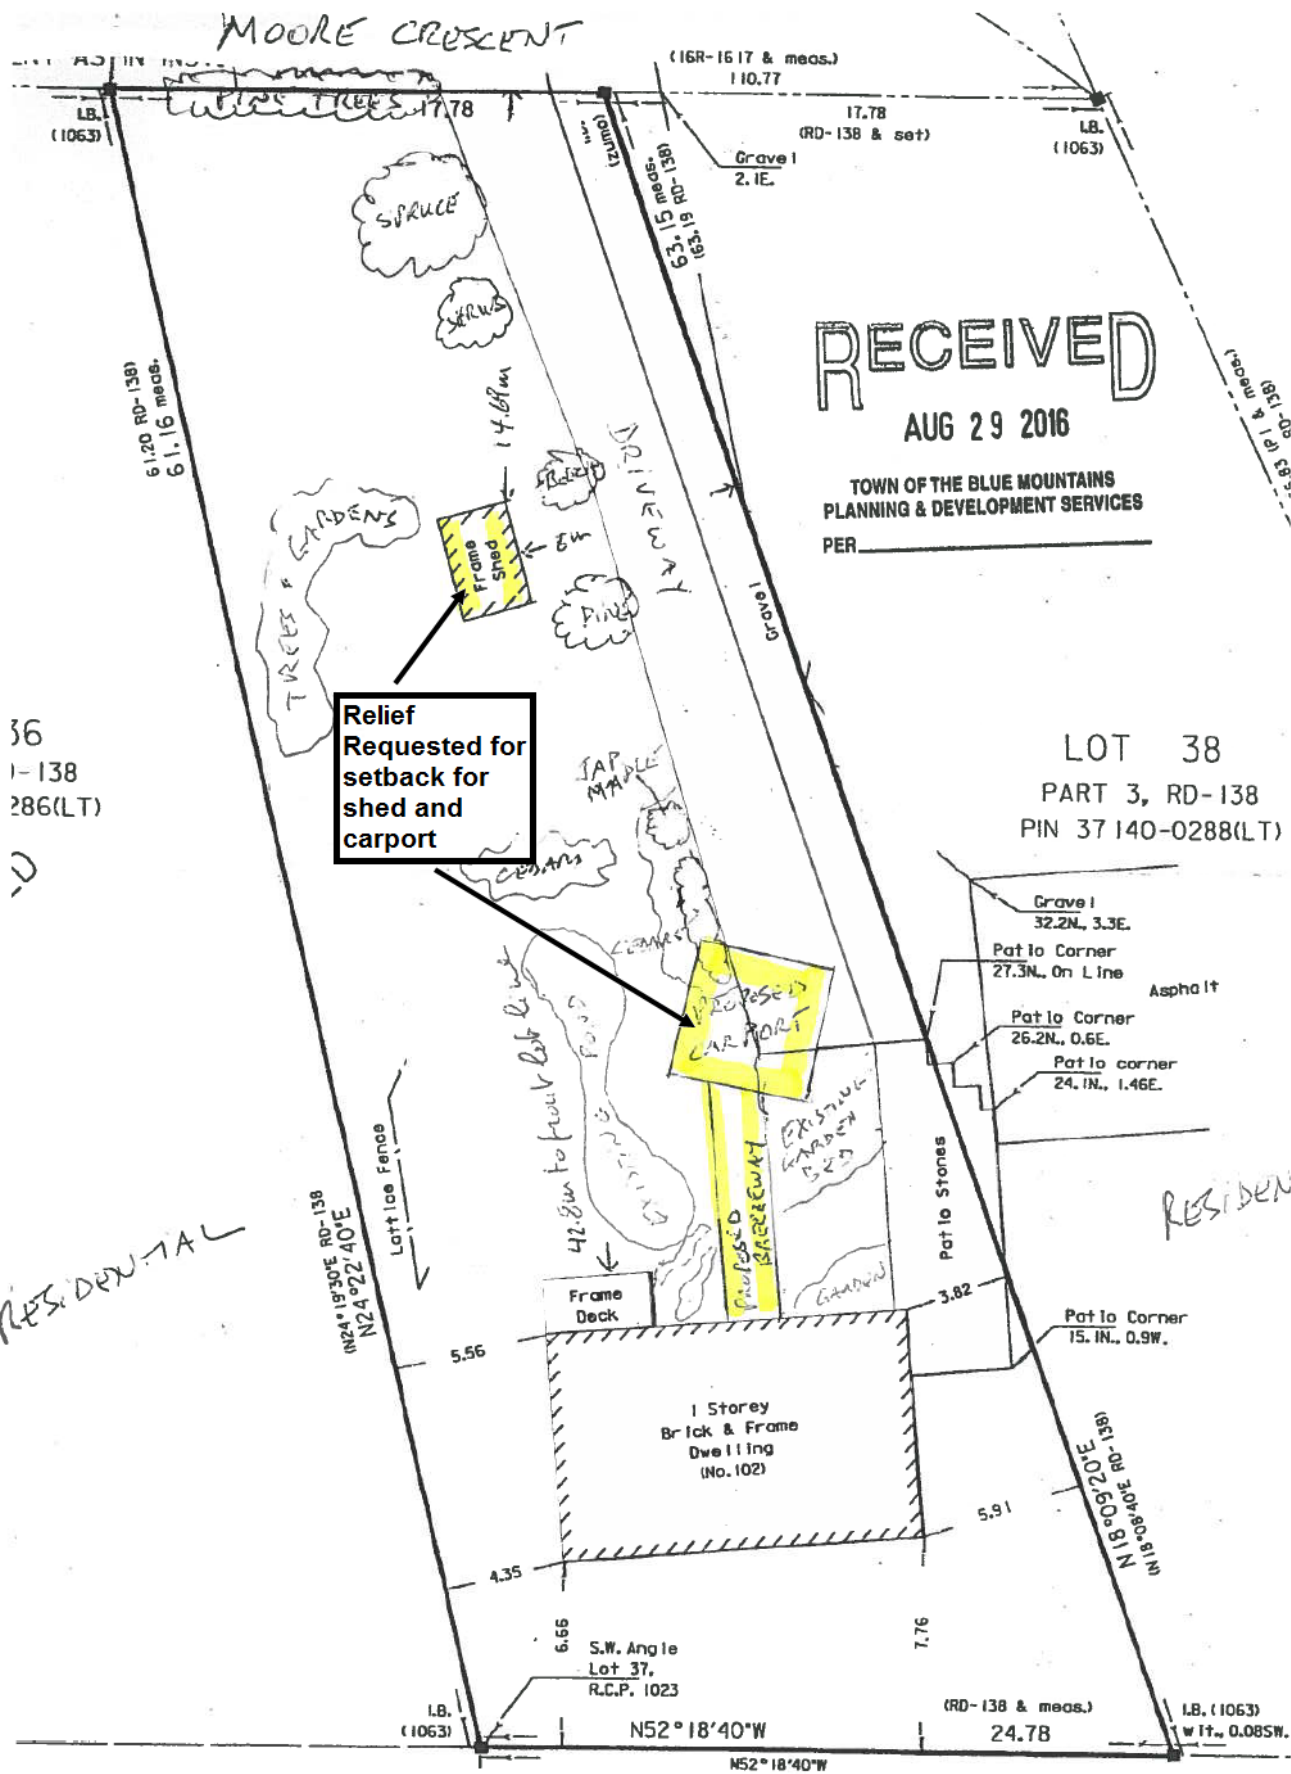 MOORE CRESCENT
(16R-1617 & meas.)
110.77
PINE TREES
17.78
17.78
(RD-138 & set)
I.B.
(1063)
I.B.
(1063)
Gravel
2.1E.
63.15 meas.
(63.19 RD-138)
SPRUCE
61.20 RD-138)
61.16 meas.
14.69m
RECEIVED
AUG 29 2016
TOWN OF THE BLUE MOUNTAINS
PLANNING & DEVELOPMENT SERVICES
PER
DRIVEWAY
TREES & GARDENS
Frame
Shed
PINE
Gravel
Relief
Requested for
setback for
shed and
carport
36
)-138
286(LT)
LOT 38
PART 3, RD-138
PIN 37140-0288(LT)
JAP
MAPLE
CEDARS
CEDARS
Gravel
32.2N., 3.3E.
Patio Corner
27.3N., On Line
Asphalt
Patio Corner
26.2N., 0.6E.
Patio corner
24.1N., 1.46E.
PROPOSED
CARPORT
42.8m to front lot line
EXISTING POND
EXISTING
GARDEN
BED
PROPOSED
BREEZEWAY
Patio Stones
Lattice Fence
RESIDENTIAL
RESIDEN
(N24°19'30"E RD-138
N24°22'40"E
Frame
Deck
GARDEN
3.82
5.56
Patio Corner
15.1N., 0.9W.
1 Storey
Brick & Frame
Dwelling
(No.102)
5.91
N18°09'20"E
(N18°08'40"E RD-138)
4.35
6.66
7.76
S.W. Angle
Lot 37,
R.C.P. 1023
I.B.
(1063)
N52°18'40"W
(RD-138 & meas.)
24.78
I.B. (1063)
Wit., 0.08SW.
N52°18'40"W